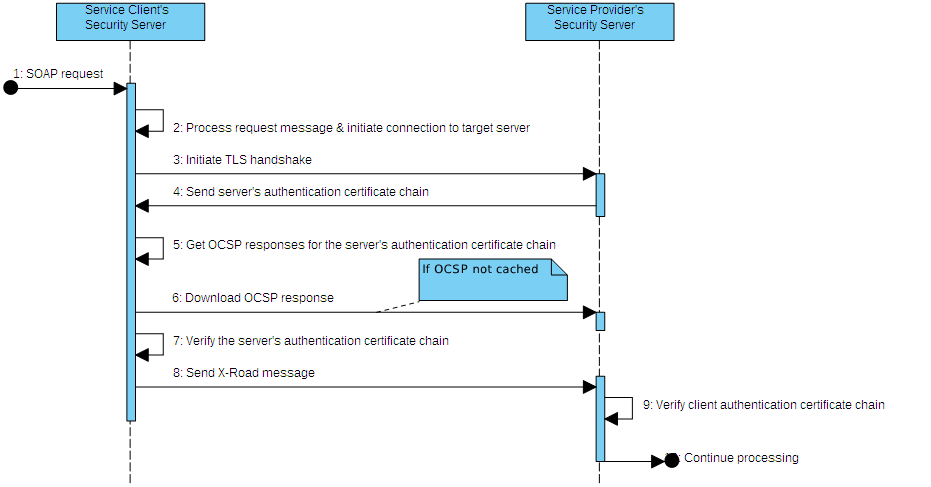 Service Client's
Security Server
Service Provider's
Security Server
1: SOAP request
2: Process request message & initiate connection to target server
3: Initiate TLS handshake
4: Send server's authentication certificate chain
5: Get OCSP responses for the server's authentication certificate chain
If OCSP not cached
6: Download OCSP response
7: Verify the server's authentication certificate chain
8: Send X-Road message
9: Verify client authentication certificate chain
: Continue processing